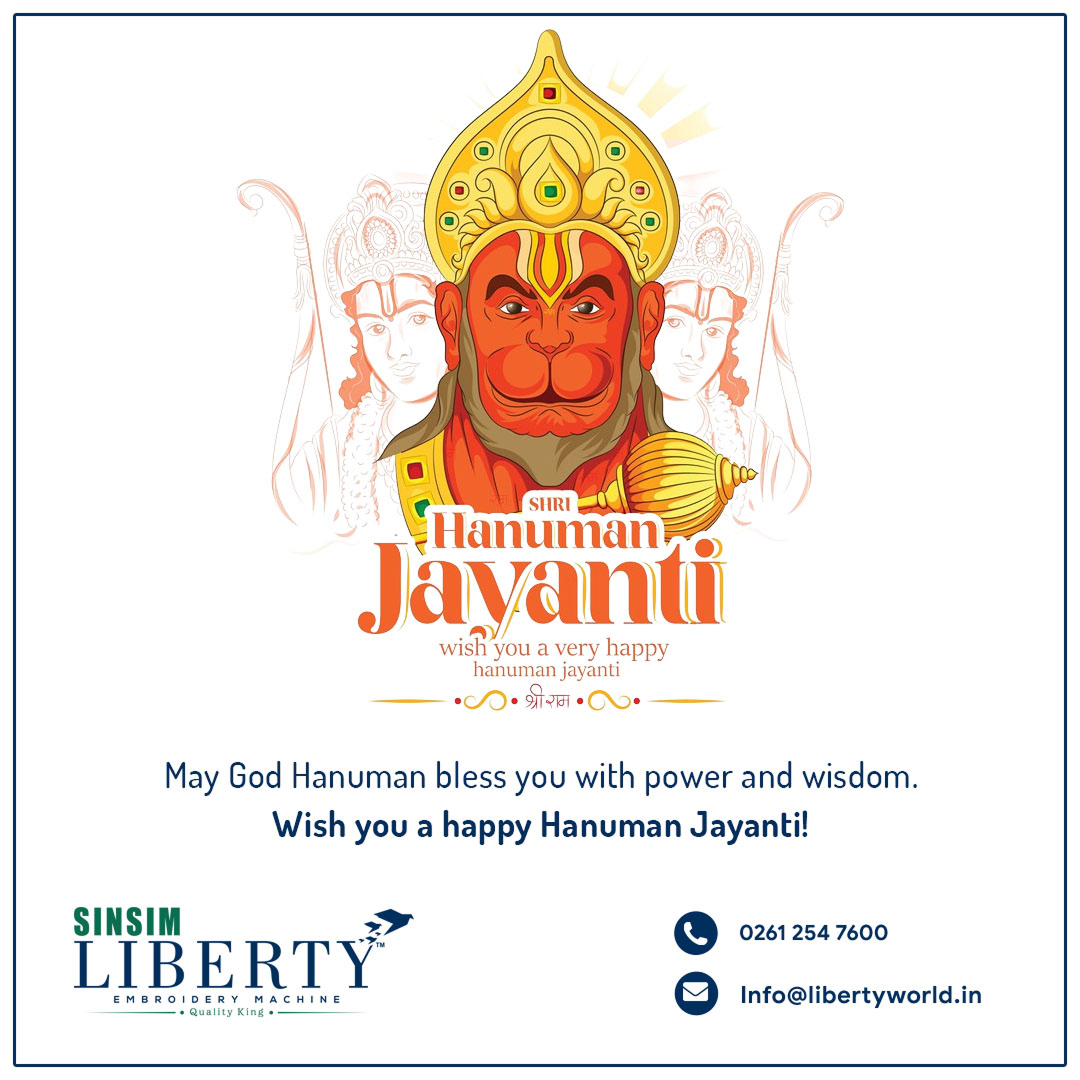 SHRI
Hanuman
Jayanti
wish you a very happy
hanuman jayanti
श्री राम
May God Hanuman bless you with power and wisdom.
Wish you a happy Hanuman Jayanti!
SINSIM
LIBERTY™
EMBROIDERY MACHINE
• Quality King •
0261 254 7600
Info@libertyworld.in